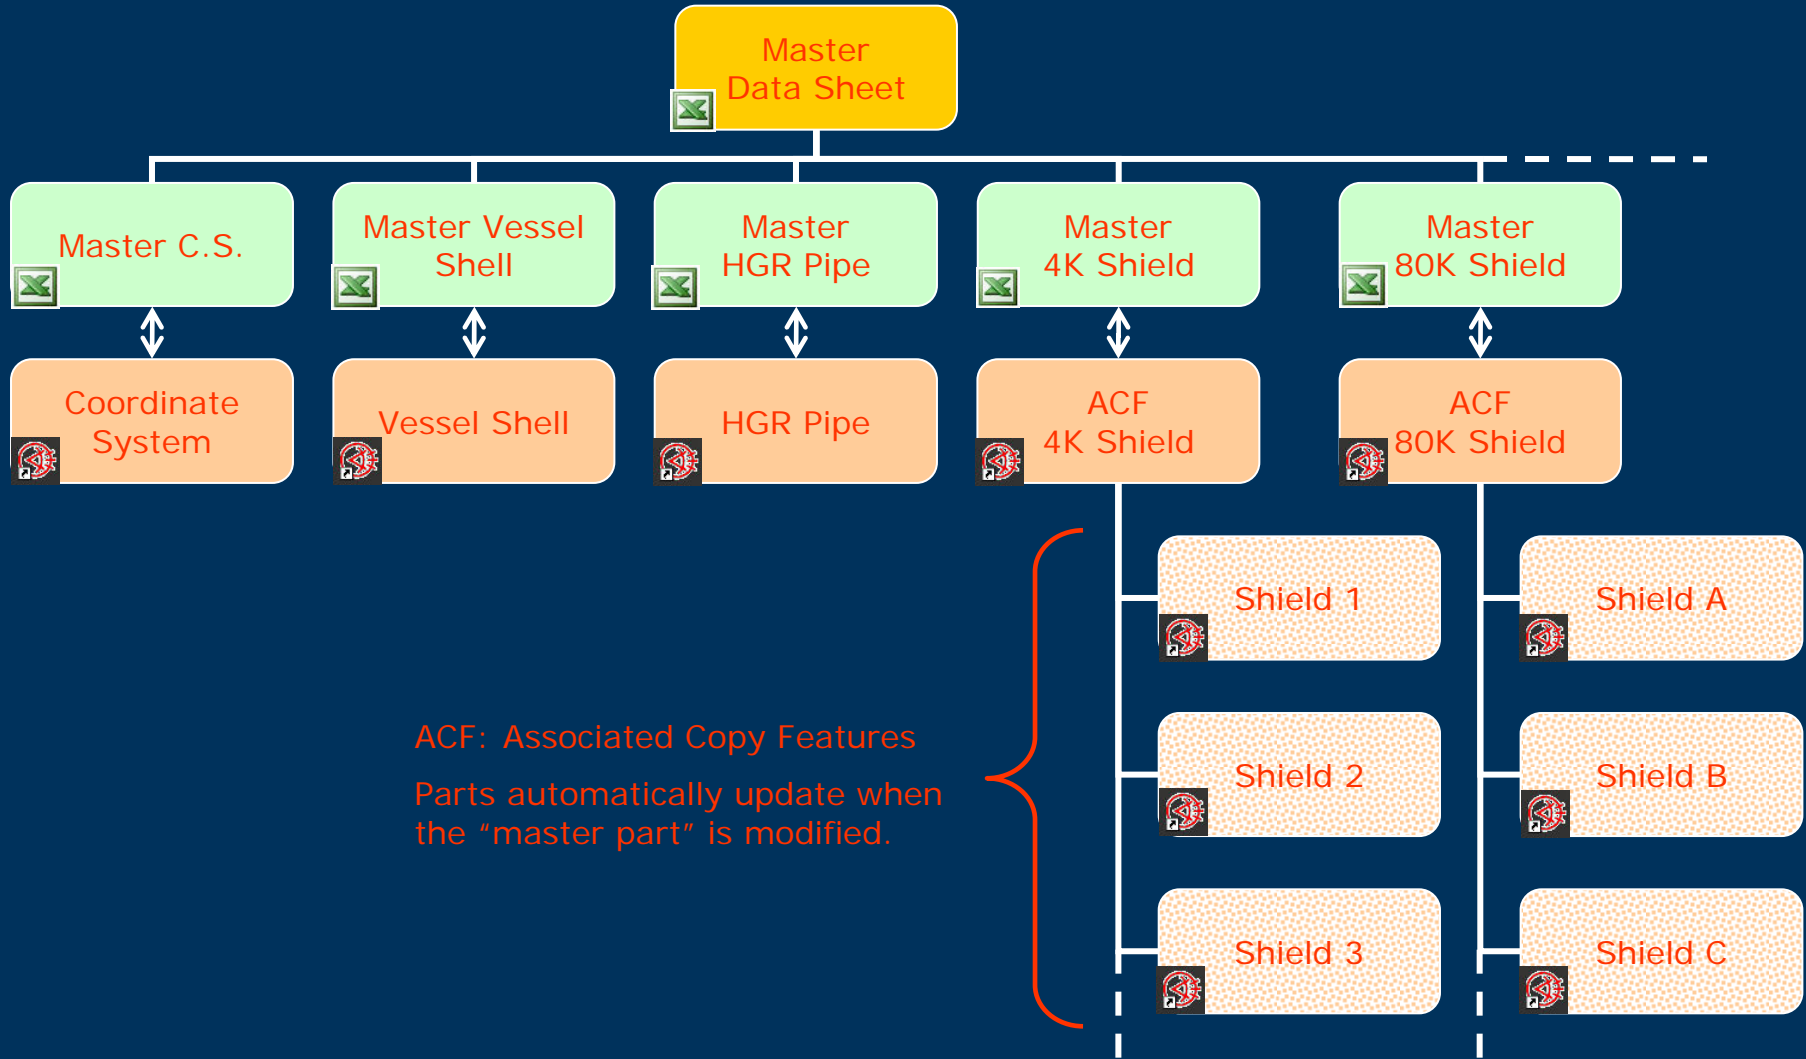 Master
Data Sheet
Master C.S.
Master Vessel
Shell
Master
HGR Pipe
Master
4K Shield
Master
80K Shield
Coordinate
System
Vessel Shell
HGR Pipe
ACF
4K Shield
ACF
80K Shield
Shield 1
Shield A
ACF: Associated Copy Features
Parts automatically update when
the “master part” is modified.
Shield 2
Shield B
Shield 3
Shield C